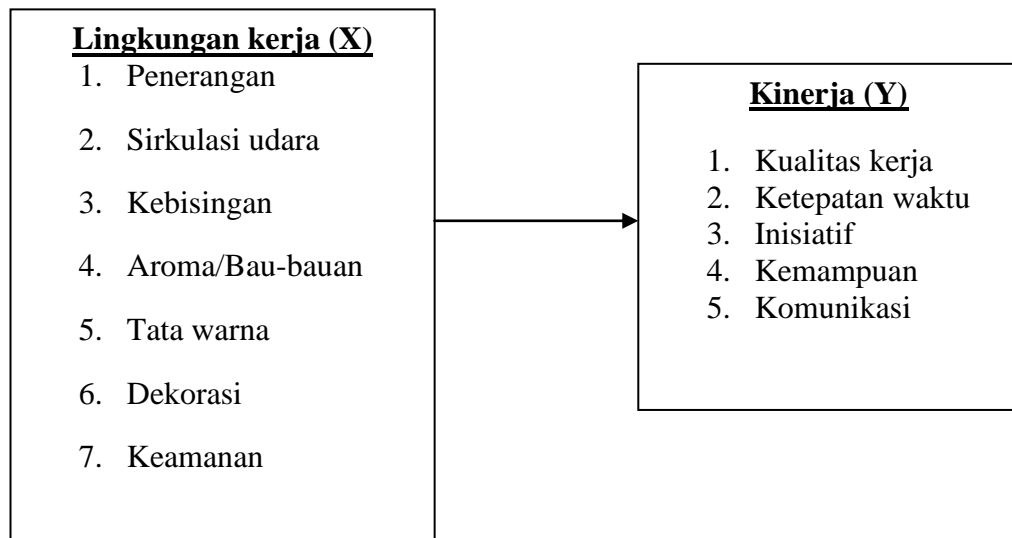 Lingkungan kerja (X)
1. Penerangan
2. Sirkulasi udara
3. Kebisingan
4. Aroma/Bau-bauan
5. Tata warna
6. Dekorasi
7. Keamanan
Kinerja (Y)
1. Kualitas kerja
2. Ketepatan waktu
3. Inisiatif
4. Kemampuan
5. Komunikasi